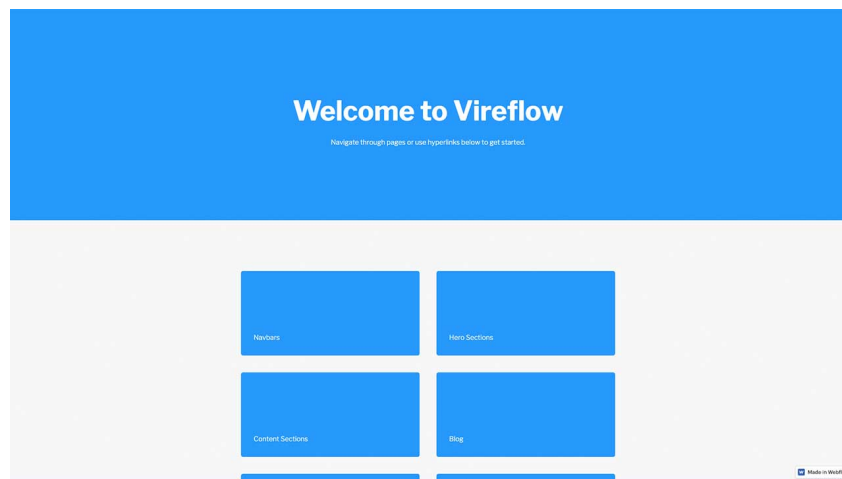 Welcome to Vireflow
Navigate through pages or use hyperlinks below to get started.
Navbars
Hero Sections
Content Sections
Blog
Made in Webfl